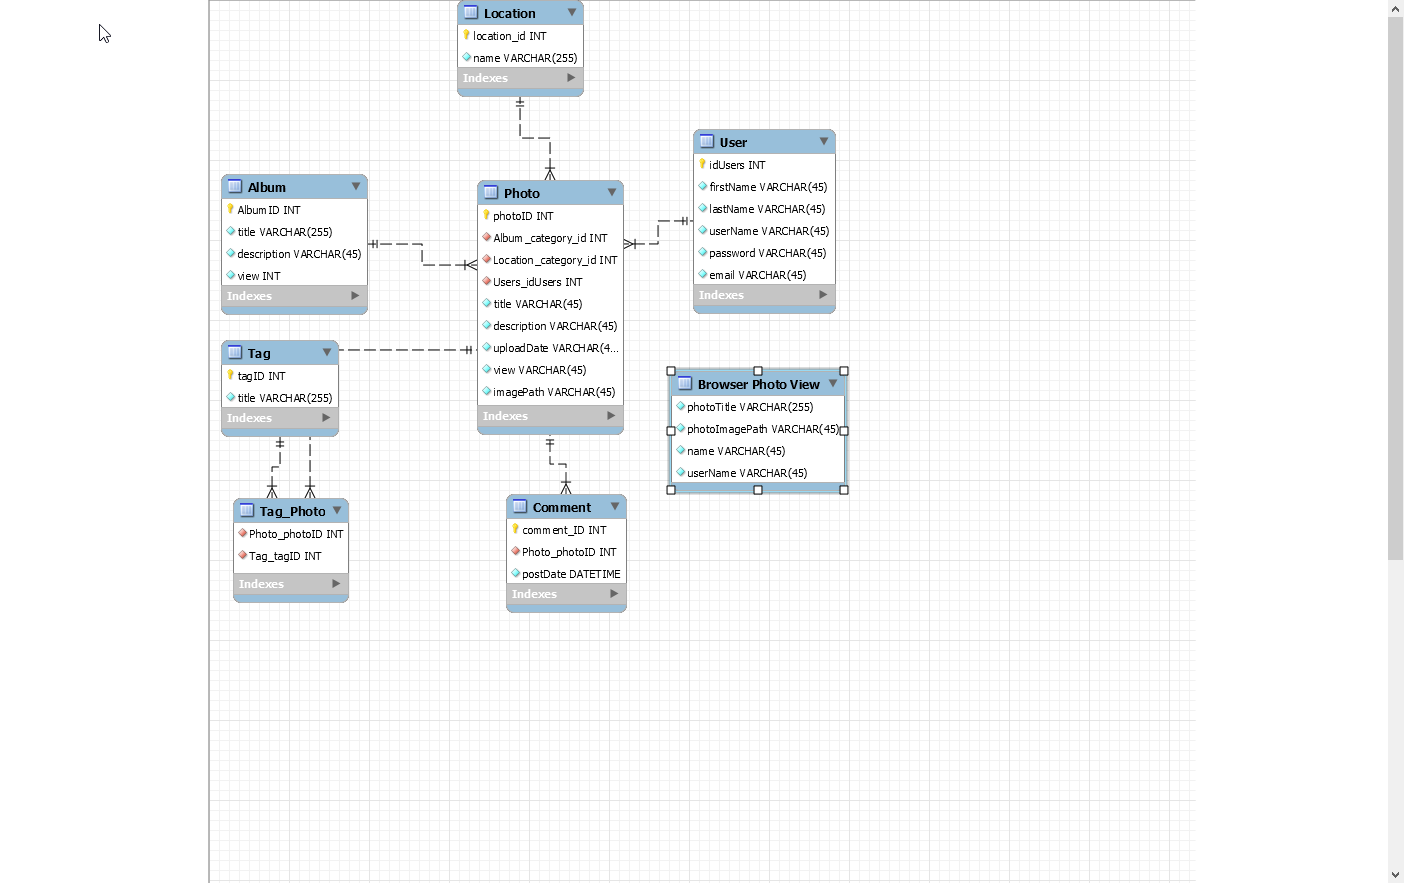 Location
location_id INT
name VARCHAR(255)
Indexes
User
idUsers INT
firstName VARCHAR(45)
lastName VARCHAR(45)
userName VARCHAR(45)
password VARCHAR(45)
email VARCHAR(45)
Indexes
Album
AlbumID INT
title VARCHAR(255)
description VARCHAR(45)
view INT
Indexes
Photo
photoID INT
Album_category_id INT
Location_category_id INT
Users_idUsers INT
title VARCHAR(45)
description VARCHAR(45)
uploadDate VARCHAR(4...
view VARCHAR(45)
imagePath VARCHAR(45)
Indexes
Tag
tagID INT
title VARCHAR(255)
Indexes
Browser Photo View
photoTitle VARCHAR(255)
photoImagePath VARCHAR(45)
name VARCHAR(45)
userName VARCHAR(45)
Tag_Photo
Photo_photoID INT
Tag_tagID INT
Indexes
Comment
comment_ID INT
Photo_photoID INT
postDate DATETIME
Indexes